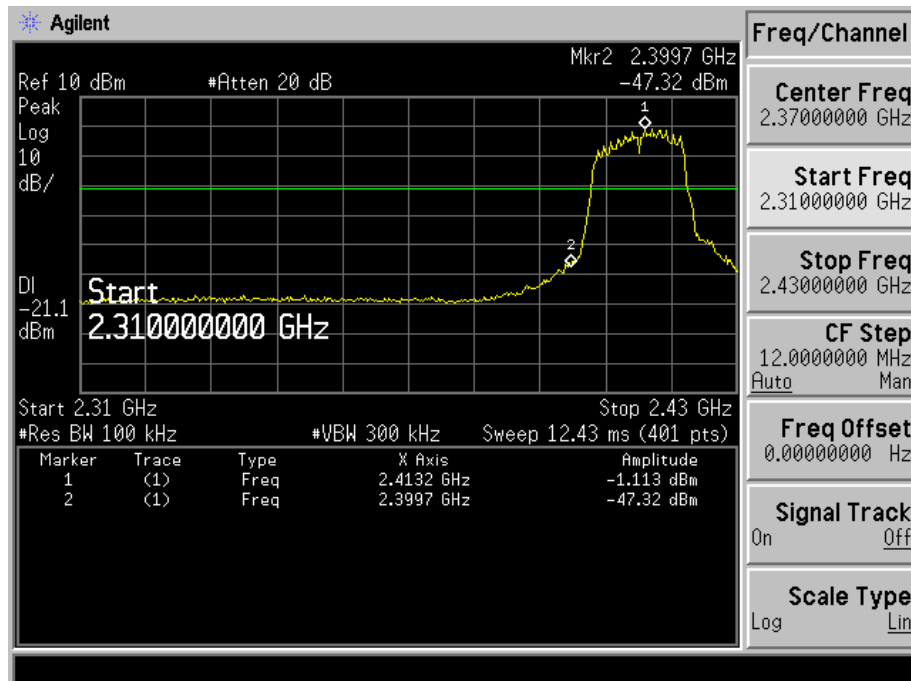 Agilent
Freq/Channel
Mkr2 2.3997 GHz
Ref 10 dBm #Atten 20 dB -47.32 dBm
Peak
Log
10
dB/
1
2
DI
-21.1
dBm
Start
2.310000000 GHz
Start 2.31 GHz Stop 2.43 GHz
#Res BW 100 kHz #VBW 300 kHz Sweep 12.43 ms (401 pts)
Marker Trace Type X Axis Amplitude
1 (1) Freq 2.4132 GHz -1.113 dBm
2 (1) Freq 2.3997 GHz -47.32 dBm
Center Freq
2.37000000 GHz
Start Freq
2.31000000 GHz
Stop Freq
2.43000000 GHz
CF Step
12.0000000 MHz
Auto Man
Freq Offset
0.00000000 Hz
Signal Track
On Off
Scale Type
Log Lin